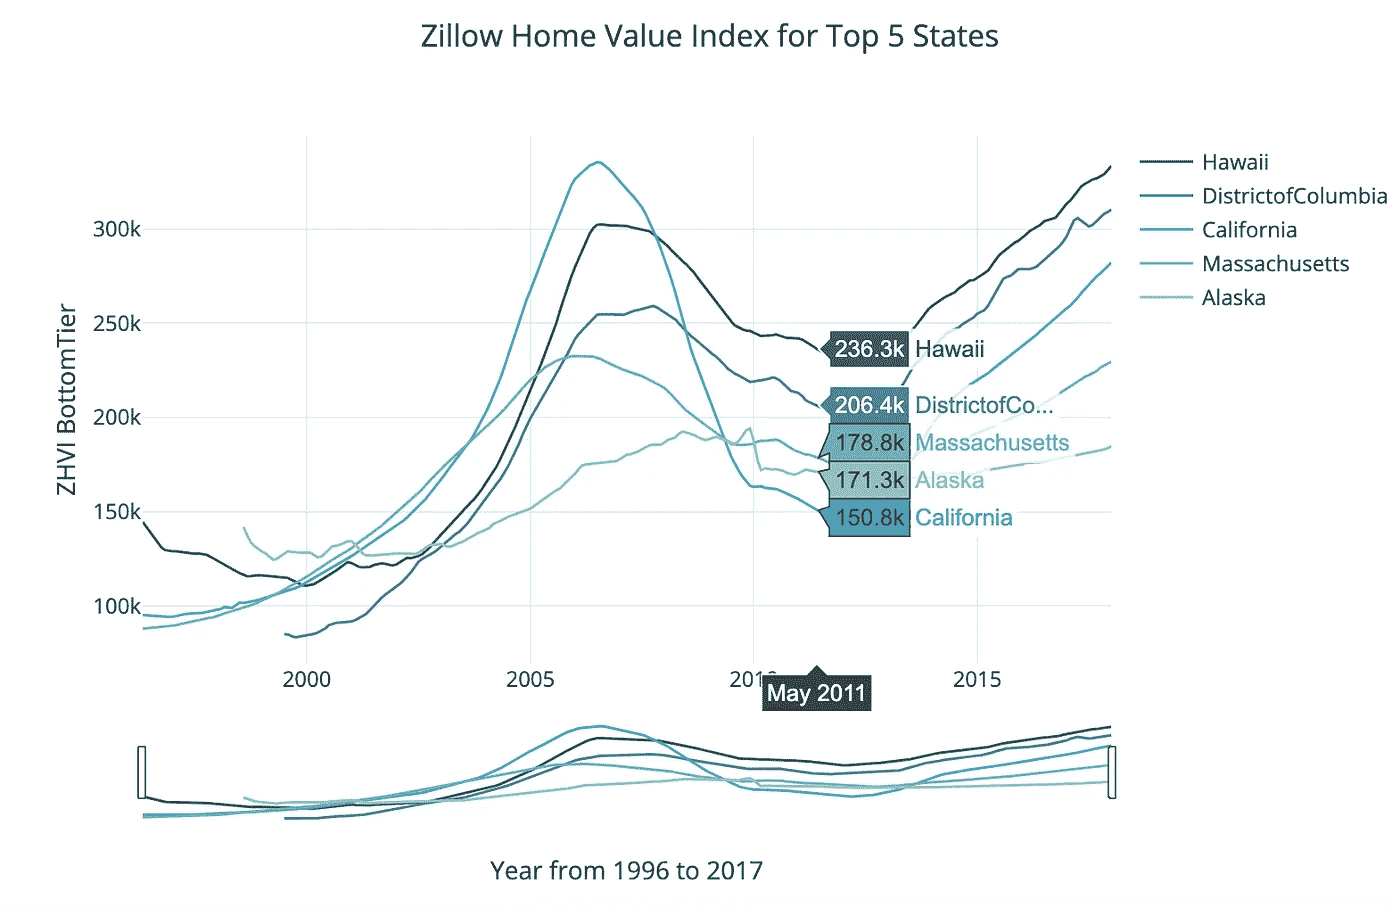 Zillow Home Value Index for Top 5 States
Hawaii
DistrictofColumbia
California
Massachusetts
Alaska
ZHVI BottomTier
300k
250k
200k
150k
100k
236.3k Hawaii
206.4k DistrictofCo...
178.8k Massachusetts
171.3k Alaska
150.8k California
2000 2005 201 2015
May 2011
Year from 1996 to 2017